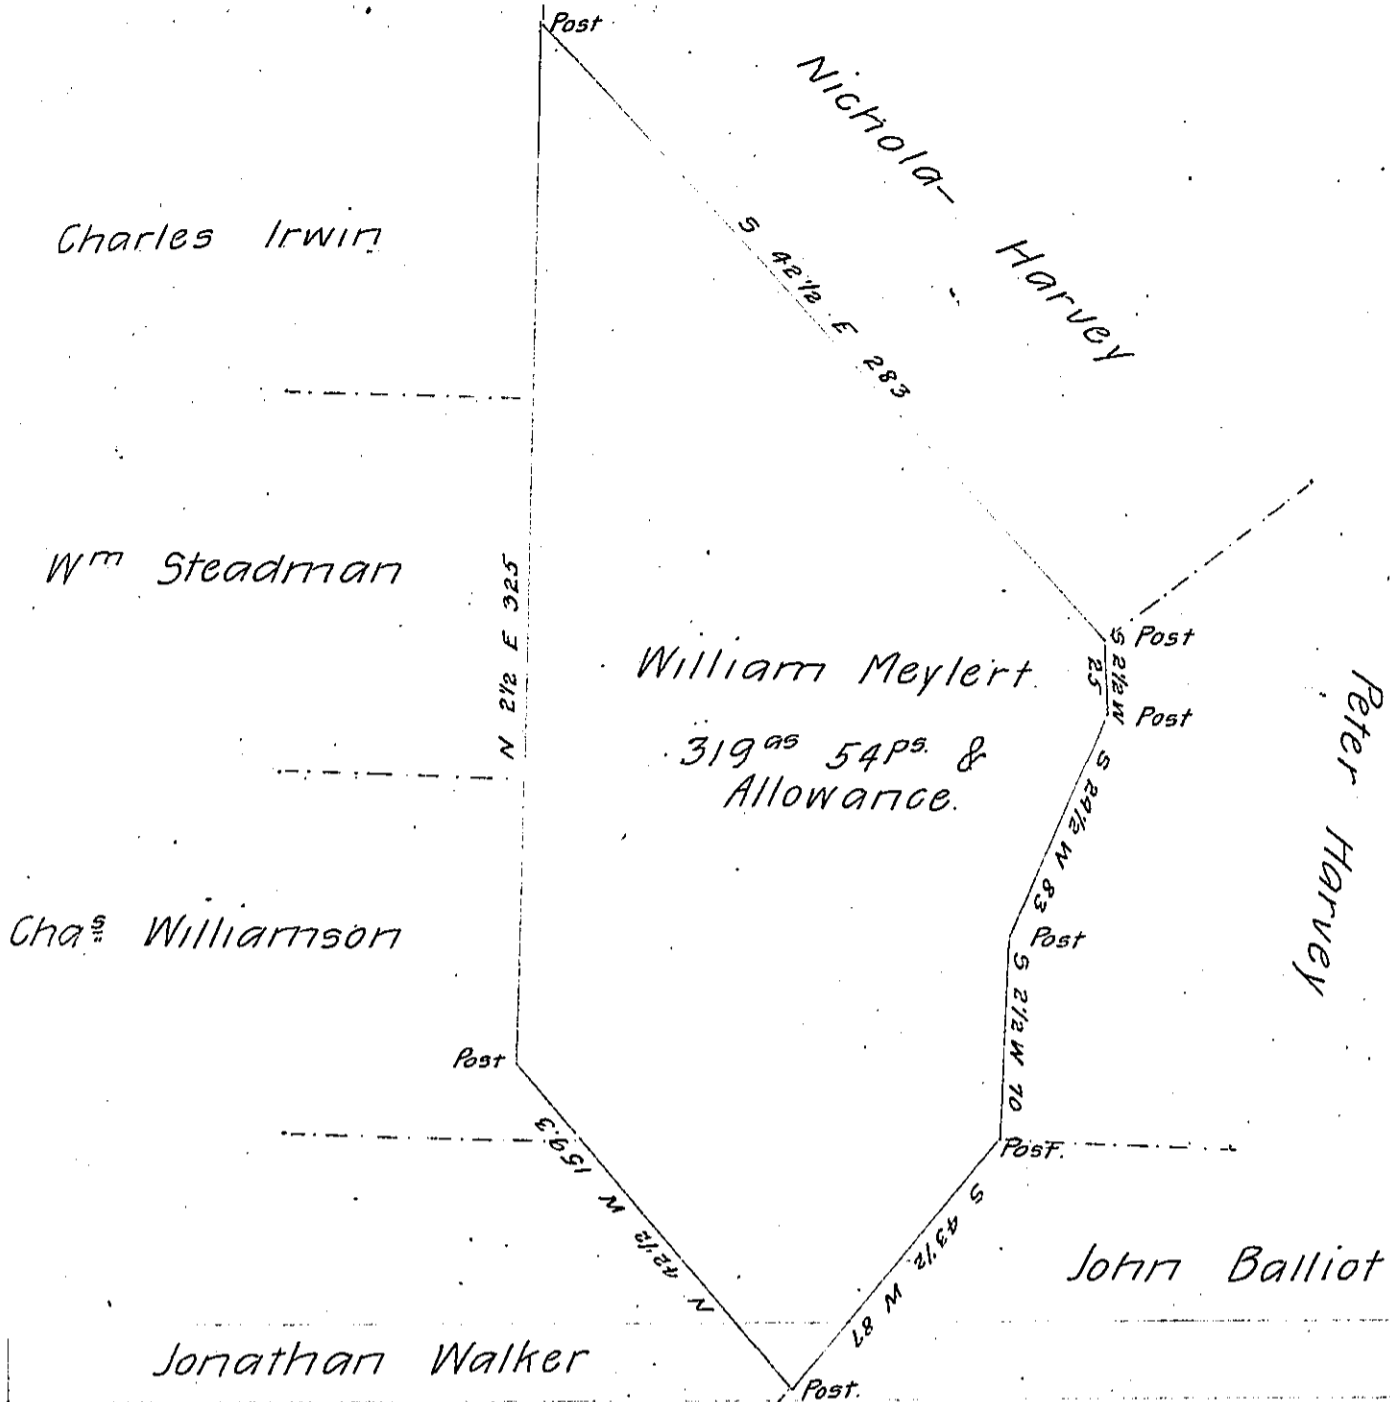 Post
Nichola- Harvey
Charles Irwin
S 42½ E 283
Wm Steadman
N 2½ E 325
William Meylert.
319as 54Ps. &
Allowance.
Post
S 2½ W
25
Post
Peter Harvey
S 24½ W 83
Chas Williamson
Post
S 2½ W 70
Post
N 42½ W 159.3
Post.
S 43½ W 87
John Balliot
Jonathan Walker
Post.